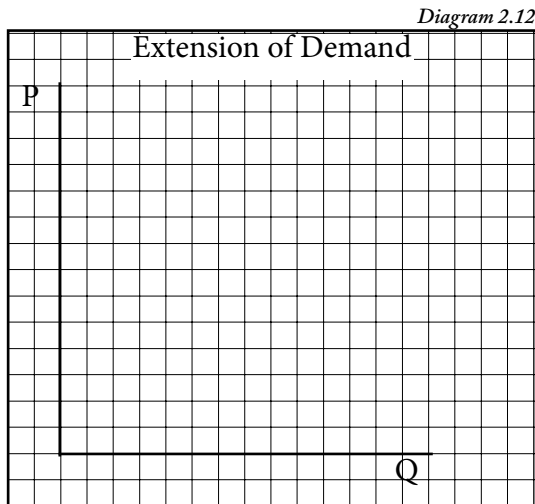 Diagram 2.12
Extension of Demand
P
Q